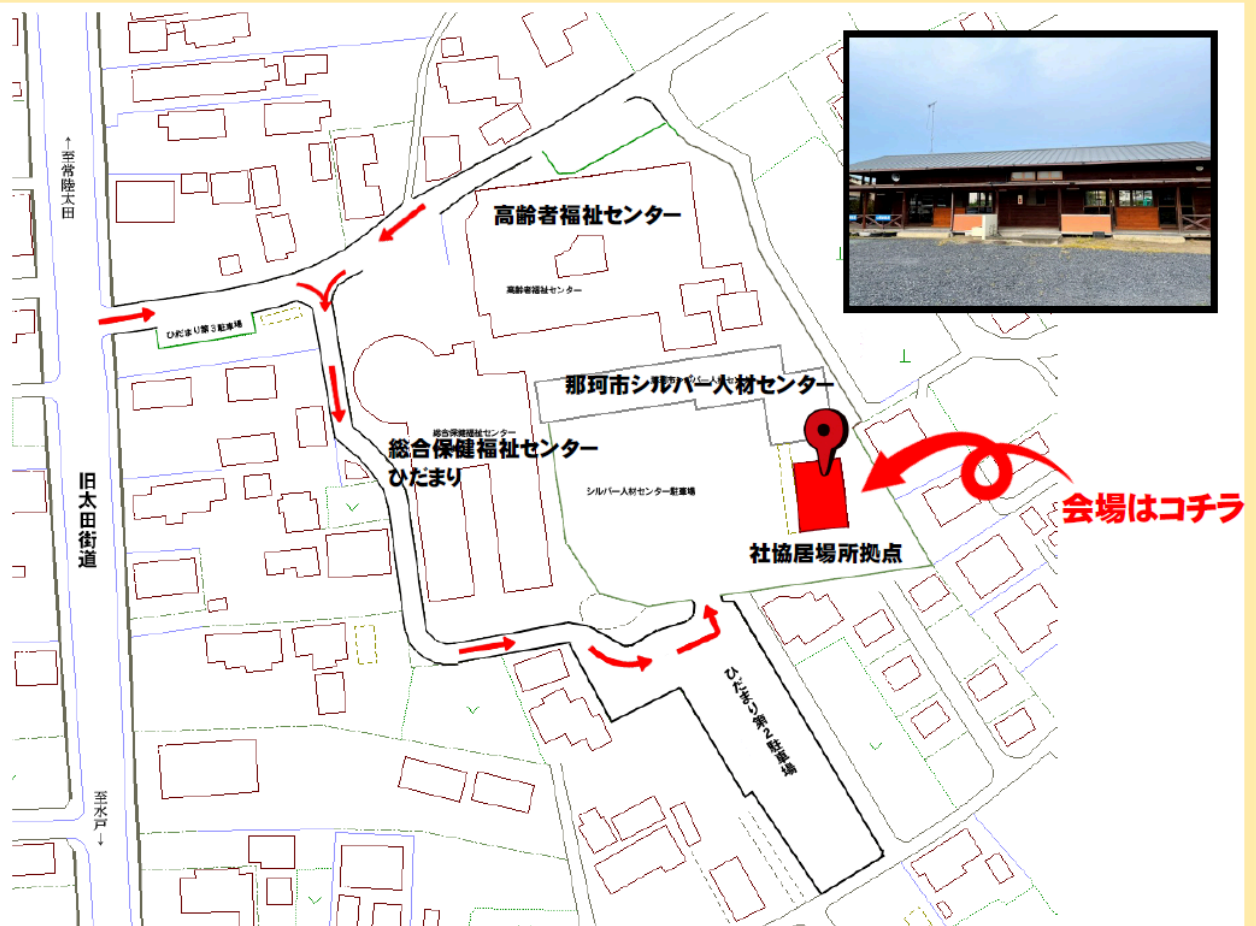 ↑至常陸太田
高齢者福祉センター
高齢者福祉センター
ひだまり第3駐車場
那珂市シルバー人材センター
総合保健福祉センター
総合保健福祉センター
ひだまり
シルバー人材センター駐車場
旧太田街道
会場はコチラ
社協居場所拠点
ひだまり第2駐車場
至水戸→